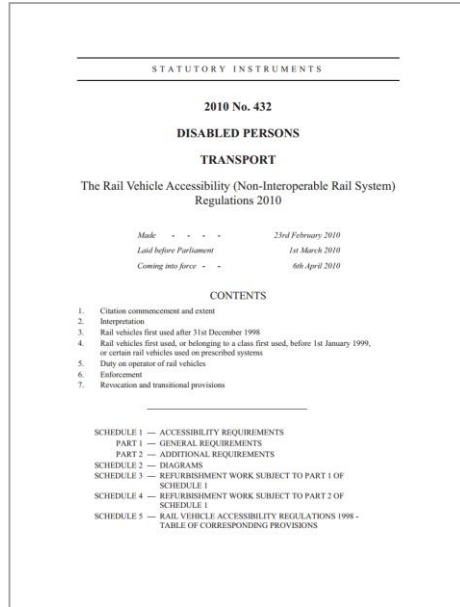 STATUTORY INSTRUMENTS
2010 No. 432
DISABLED PERSONS
TRANSPORT
The Rail Vehicle Accessibility (Non-Interoperable Rail System)
Regulations 2010
Made - - - - 23rd February 2010
Laid before Parliament 1st March 2010
Coming into force - - 6th April 2010
CONTENTS
1. Citation commencement and extent
2. Interpretation
3. Rail vehicles first used after 31st December 1998
4. Rail vehicles first used, or belonging to a class first used, before 1st January 1999,
or certain rail vehicles used on prescribed systems
5. Duty on operator of rail vehicles
6. Enforcement
7. Revocation and transitional provisions
SCHEDULE 1 — ACCESSIBILITY REQUIREMENTS
PART 1 — GENERAL REQUIREMENTS
PART 2 — ADDITIONAL REQUIREMENTS
SCHEDULE 2 — DIAGRAMS
SCHEDULE 3 — REFURBISHMENT WORK SUBJECT TO PART 1 OF
SCHEDULE 1
SCHEDULE 4 — REFURBISHMENT WORK SUBJECT TO PART 2 OF
SCHEDULE 1
SCHEDULE 5 — RAIL VEHICLE ACCESSIBILITY REGULATIONS 1998 -
TABLE OF CORRESPONDING PROVISIONS